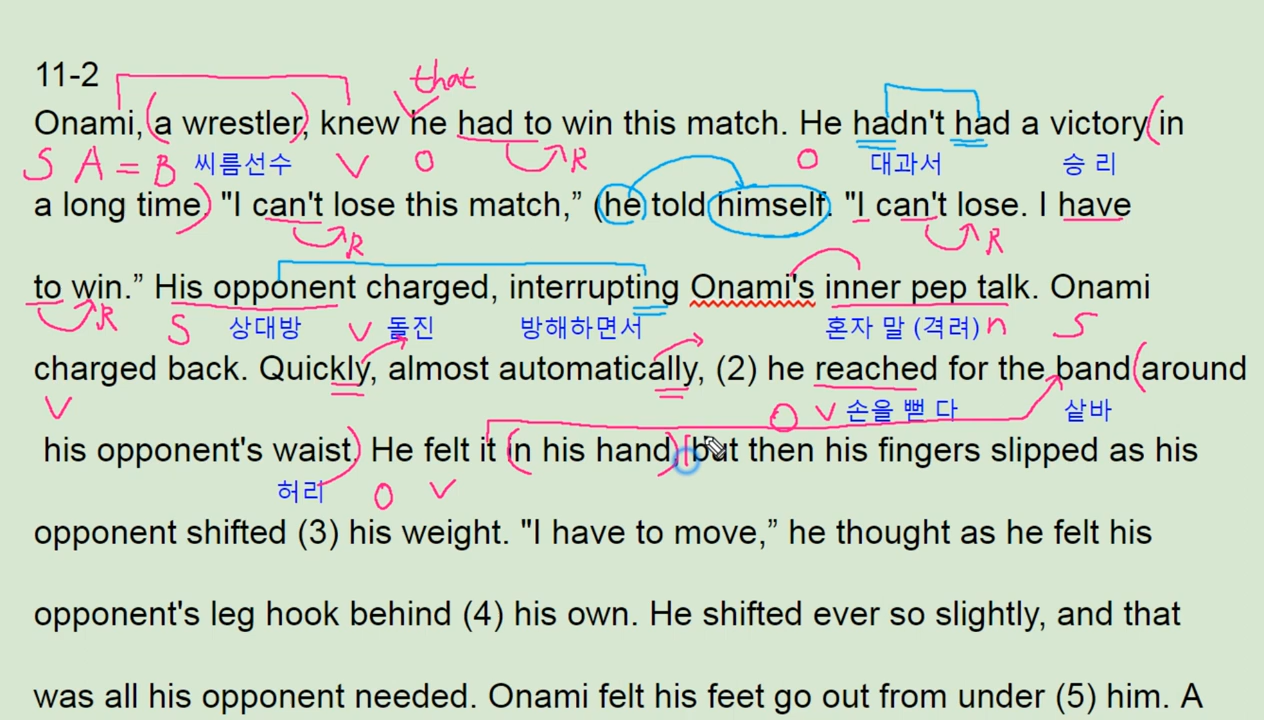 11-2
that
Onami, (a wrestler), knew he had to win this match. He hadn't had a victory (in
S A = B 씨름선수 V O R O 대과서 승 리
a long time.) "I can't lose this match,” (he told himself. "I can't lose. I have
R R
to win.” His opponent charged, interrupting Onami's inner pep talk. Onami
R S 상대방 V 돌진 방해하면서 혼자 말 (격려) n S
charged back. Quickly, almost automatically, (2) he reached for the band (around
V O V 손을 뻗 다 샅바
his opponent's waist.) He felt it (in his hand), but then his fingers slipped as his
허리 O V
opponent shifted (3) his weight. "I have to move,” he thought as he felt his
opponent's leg hook behind (4) his own. He shifted ever so slightly, and that
was all his opponent needed. Onami felt his feet go out from under (5) him. A